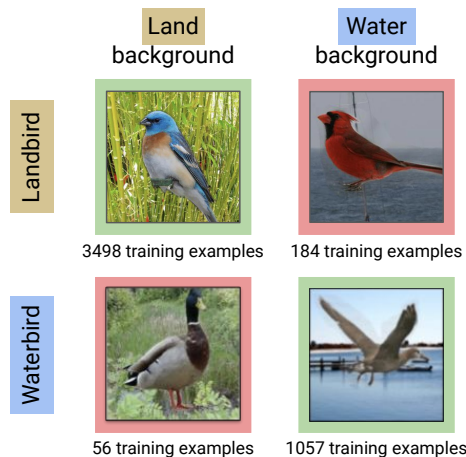 Land
background
Water
background
Landbird
3498 training examples
184 training examples
Waterbird
56 training examples
1057 training examples